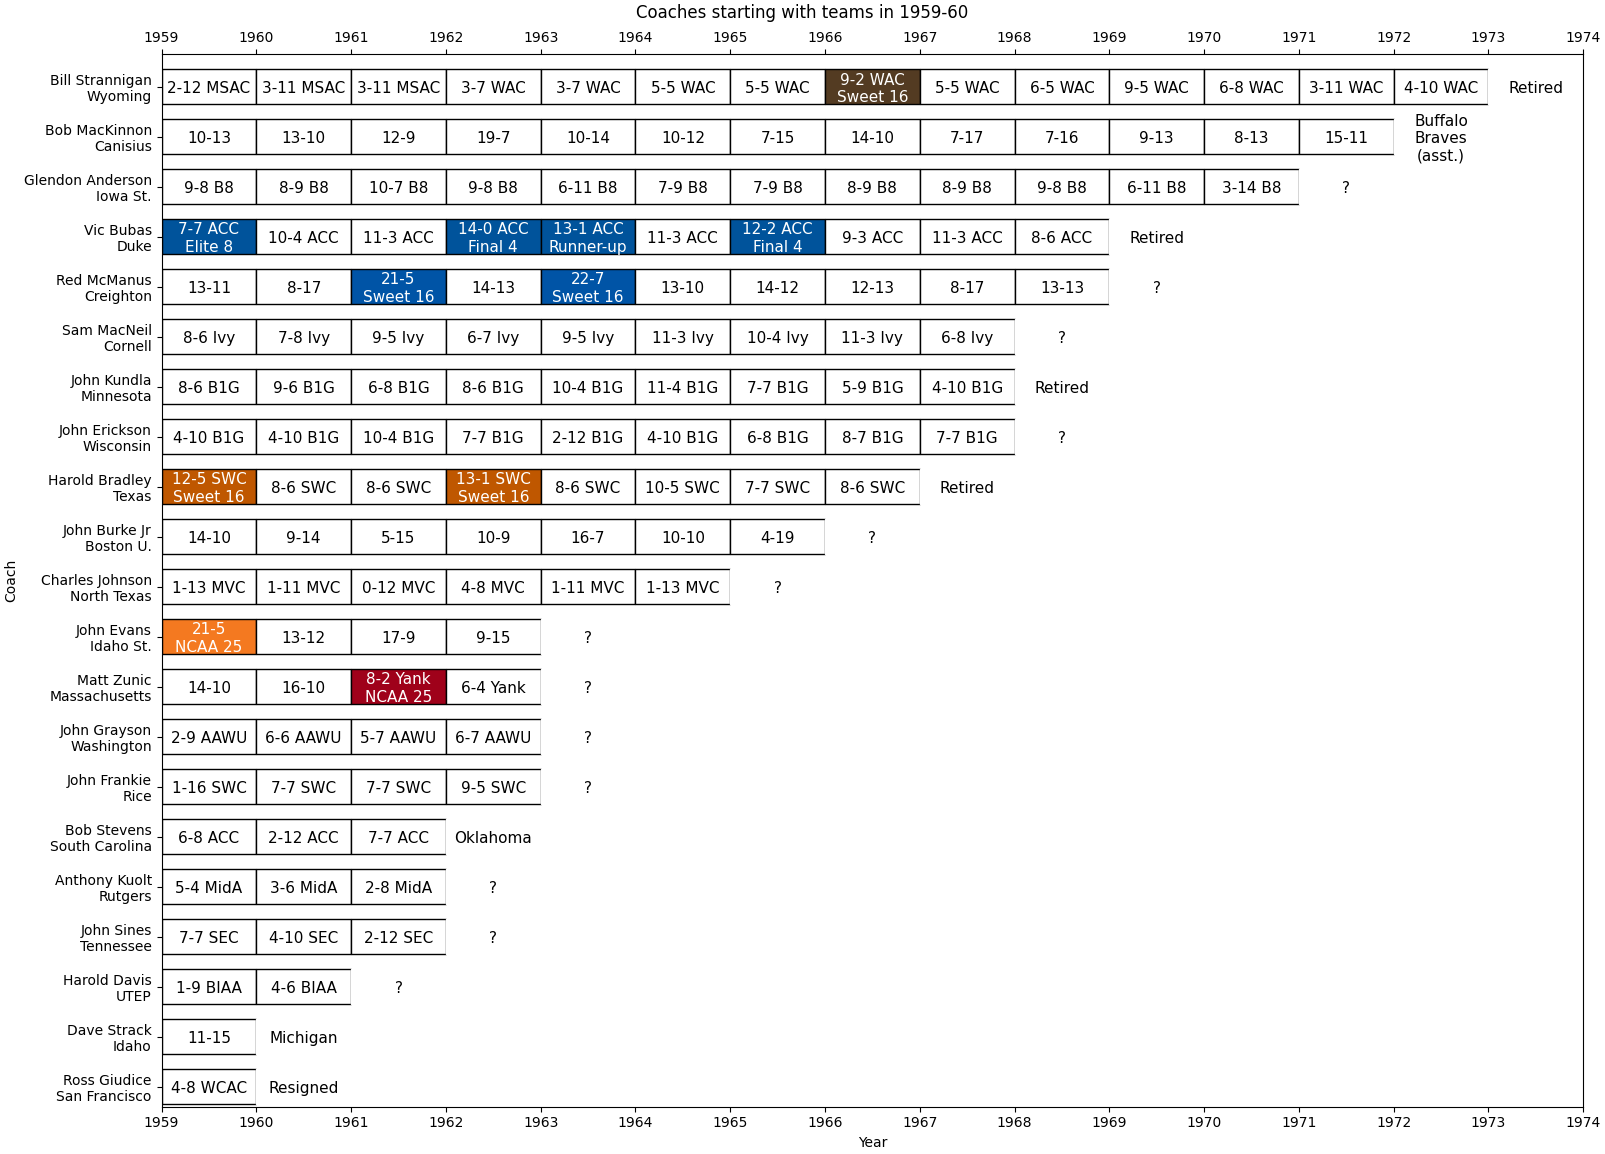 Coaches starting with teams in 1959-60
1959 1960 1961 1962 1963 1964 1965 1966 1967 1968 1969 1970 1971 1972 1973 1974
Bill Strannigan
Wyoming
2-12 MSAC 3-11 MSAC 3-11 MSAC 3-7 WAC 3-7 WAC 5-5 WAC 5-5 WAC 9-2 WAC
Sweet 16
5-5 WAC 6-5 WAC 9-5 WAC 6-8 WAC 3-11 WAC 4-10 WAC Retired
Bob MacKinnon
Canisius
10-13 13-10 12-9 19-7 10-14 10-12 7-15 14-10 7-17 7-16 9-13 8-13 15-11
Buffalo
Braves
(asst.)
Glendon Anderson
Iowa St.
9-8 B8 8-9 B8 10-7 B8 9-8 B8 6-11 B8 7-9 B8 7-9 B8 8-9 B8 8-9 B8 9-8 B8 6-11 B8 3-14 B8 ?
Vic Bubas
Duke
7-7 ACC
Elite 8
10-4 ACC 11-3 ACC
14-0 ACC
Final 4
13-1 ACC
Runner-up
11-3 ACC
12-2 ACC
Final 4
9-3 ACC 11-3 ACC 8-6 ACC Retired
Red McManus
Creighton
13-11 8-17
21-5
Sweet 16
14-13
22-7
Sweet 16
13-10 14-12 12-13 8-17 13-13 ?
Sam MacNeil
Cornell
8-6 Ivy 7-8 Ivy 9-5 Ivy 6-7 Ivy 9-5 Ivy 11-3 Ivy 10-4 Ivy 11-3 Ivy 6-8 Ivy ?
John Kundla
Minnesota
8-6 B1G 9-6 B1G 6-8 B1G 8-6 B1G 10-4 B1G 11-4 B1G 7-7 B1G 5-9 B1G 4-10 B1G Retired
John Erickson
Wisconsin
4-10 B1G 4-10 B1G 10-4 B1G 7-7 B1G 2-12 B1G 4-10 B1G 6-8 B1G 8-7 B1G 7-7 B1G ?
Harold Bradley
Texas
12-5 SWC
Sweet 16
8-6 SWC 8-6 SWC
13-1 SWC
Sweet 16
8-6 SWC 10-5 SWC 7-7 SWC 8-6 SWC Retired
John Burke Jr
Boston U.
14-10 9-14 5-15 10-9 16-7 10-10 4-19 ?
Charles Johnson
North Texas
1-13 MVC 1-11 MVC 0-12 MVC 4-8 MVC 1-11 MVC 1-13 MVC ?
John Evans
Idaho St.
21-5
NCAA 25
13-12 17-9 9-15 ?
Matt Zunic
Massachusetts
14-10 16-10
8-2 Yank
NCAA 25
6-4 Yank ?
John Grayson
Washington
2-9 AAWU 6-6 AAWU 5-7 AAWU 6-7 AAWU ?
John Frankie
Rice
1-16 SWC 7-7 SWC 7-7 SWC 9-5 SWC ?
Bob Stevens
South Carolina
6-8 ACC 2-12 ACC 7-7 ACC Oklahoma
Anthony Kuolt
Rutgers
5-4 MidA 3-6 MidA 2-8 MidA ?
John Sines
Tennessee
7-7 SEC 4-10 SEC 2-12 SEC ?
Harold Davis
UTEP
1-9 BIAA 4-6 BIAA ?
Dave Strack
Idaho
11-15 Michigan
Ross Giudice
San Francisco
4-8 WCAC Resigned
Coach
1959 1960 1961 1962 1963 1964 1965 1966 1967 1968 1969 1970 1971 1972 1973 1974
Year